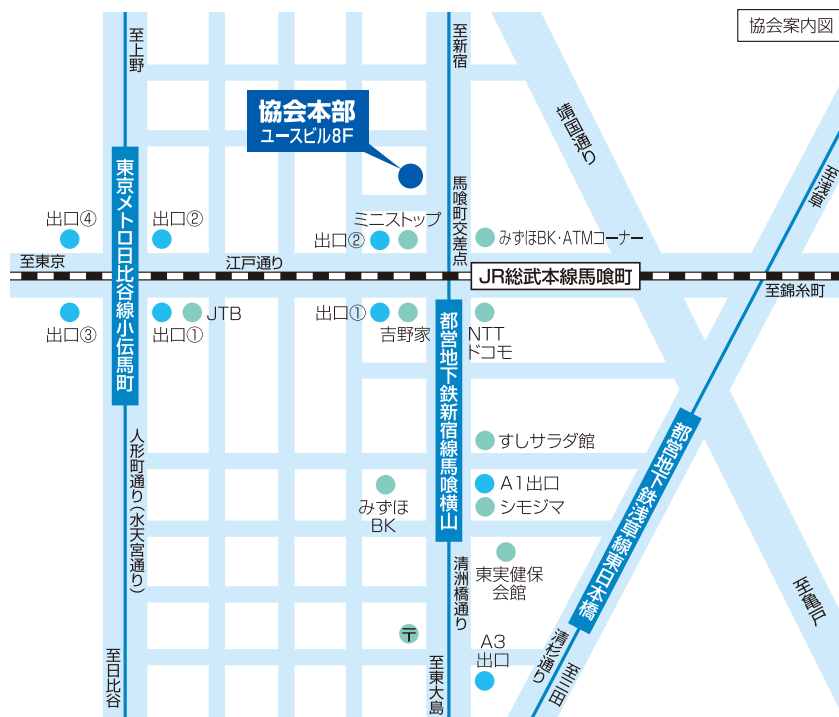 協会案内図
至上野
至新宿
協会本部
ユースビル8F
靖国通り
至浅草
東京メトロ日比谷線小伝馬町
馬喰町交差点
出口④
出口②
ミニストップ
出口②
みずほBK・ATMコーナー
至東京
江戸通り
JR総武本線馬喰町
至錦糸町
出口③
出口①
JTB
出口①
吉野家
NTT
ドコモ
都営地下鉄新宿線馬喰横山
都営地下鉄浅草線東日本橋
人形町通り(水天宮通り)
すしサラダ館
A1出口
シモジマ
みずほ
BK
東実健保
会館
清洲橋通り
至亀戸
〒
A3
出口
清杉通り
至三田
至日比谷
至東大島